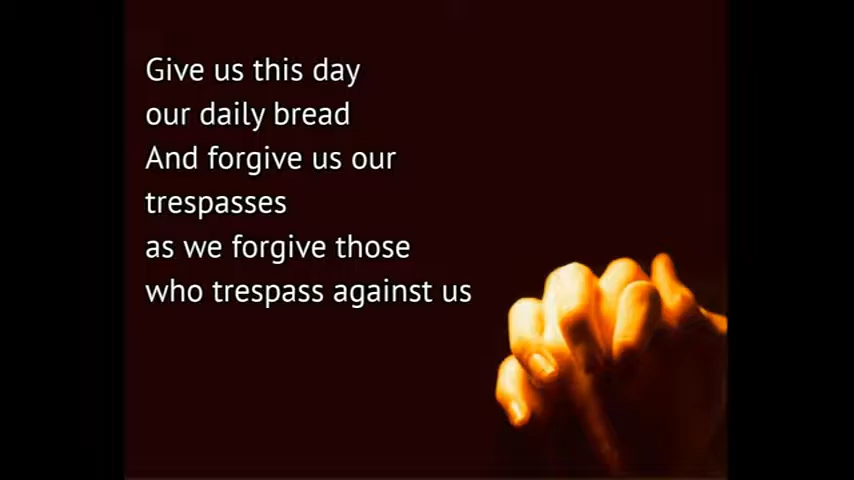 Give us this day
our daily bread
And forgive us our
trespasses
as we forgive those
who trespass against us